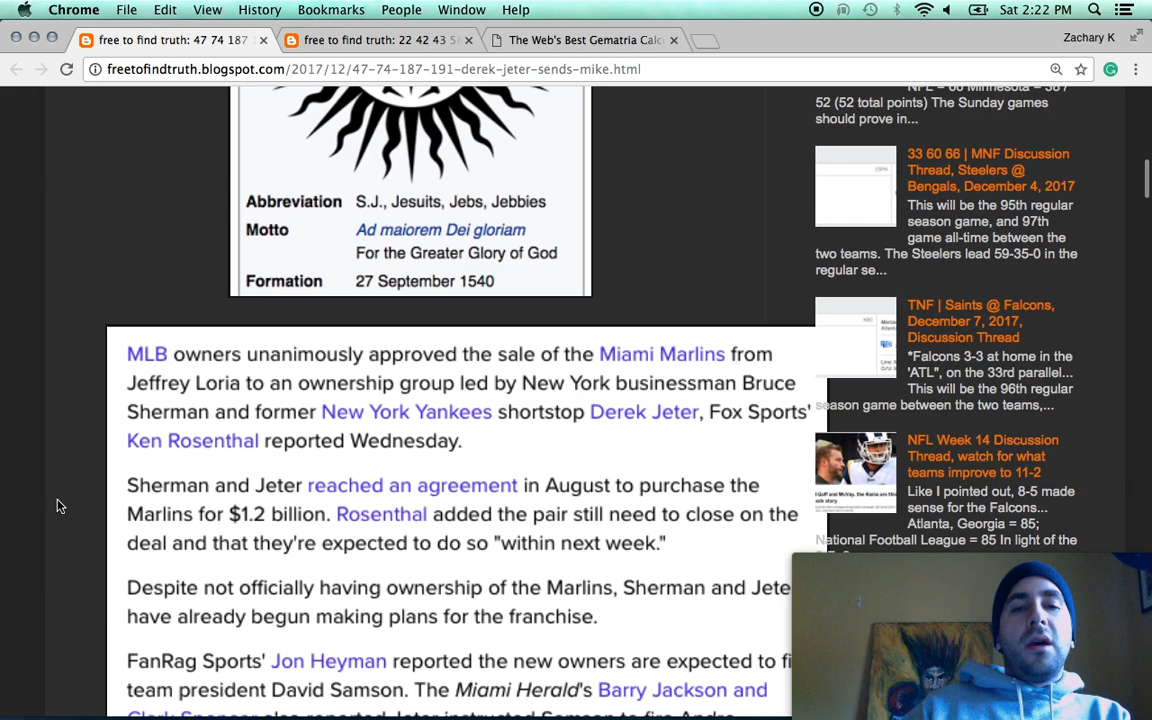 Chrome File Edit View History Bookmarks People Window Help Sat 2:22 PM
free to find truth: 47 74 187 free to find truth: 22 42 43 The Web's Best Gematria Calc Zachary K
freetofindtruth.blogspot.com/2017/12/47-74-187-191-derek-jeter-sends-mike.html
Abbreviation S.J., Jesuits, Jebs, Jebbies
Motto Ad maiorem Dei gloriam
For the Greater Glory of God
Formation 27 September 1540
MLB owners unanimously approved the sale of the Miami Marlins from
Jeffrey Loria to an ownership group led by New York businessman Bruce
Sherman and former New York Yankees shortstop Derek Jeter, Fox Sports'
Ken Rosenthal reported Wednesday.
Sherman and Jeter reached an agreement in August to purchase the
Marlins for $1.2 billion. Rosenthal added the pair still need to close on the
deal and that they're expected to do so "within next week."
Despite not officially having ownership of the Marlins, Sherman and Jete
have already begun making plans for the franchise.
FanRag Sports' Jon Heyman reported the new owners are expected to fi
team president David Samson. The Miami Herald's Barry Jackson and
Clark Spencer also reported Jeter instructed Samson to fire Andre
NFL = 60 Minnesota = 
52 (52 total points) The Sunday games
should prove in...
33 60 66 | MNF Discussion
Thread, Steelers @
Bengals, December 4, 2017
This will be the 95th regular
season game, and 97th
game all-time between the
two teams. The Steelers lead 59-35-0 in the
regular se...
TNF | Saints @ Falcons,
December 7, 2017,
Discussion Thread
*Falcons 3-3 at home in the
'ATL", on the 33rd parallel...
This will be the 96th regular
season game between the two teams,...
NFL Week 14 Discussion
Thread, watch for what
teams improve to 11-2
Like I pointed out, 8-5 made
sense for the Falcons...
Atlanta, Georgia = 85;
National Football League = 85 In light of the